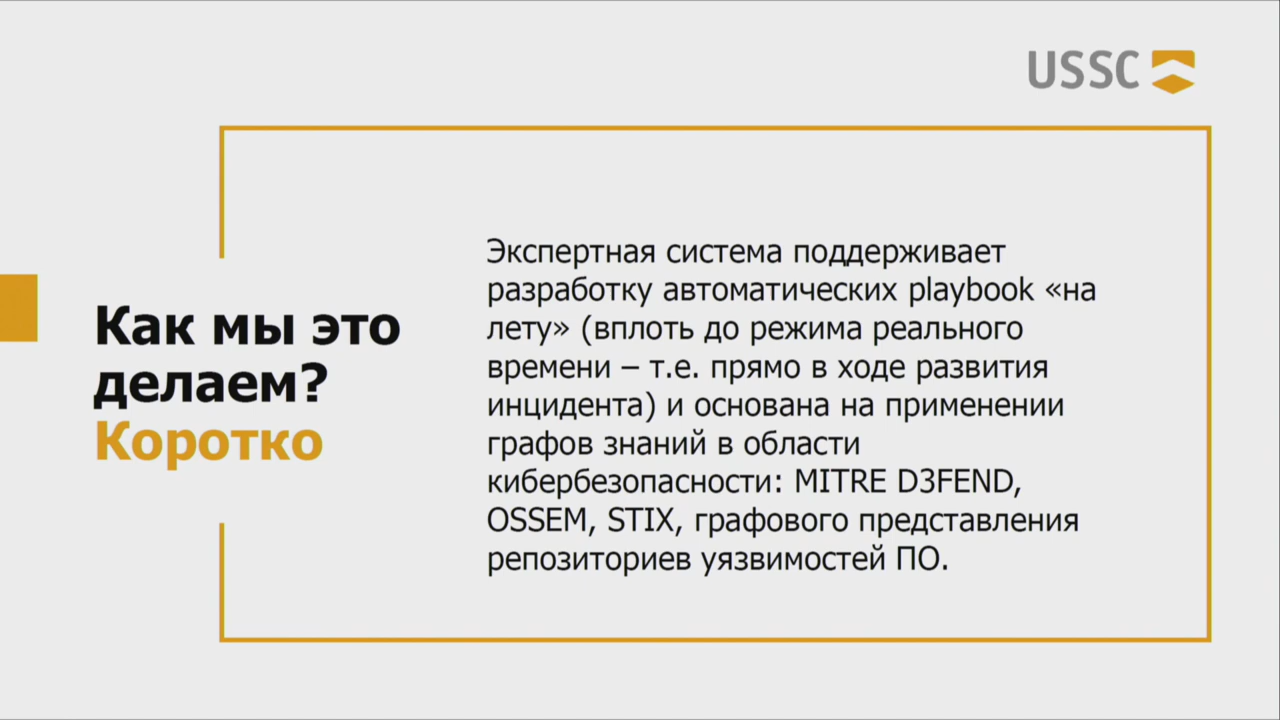 USSC
Как мы это
делаем?
Коротко
Экспертная система поддерживает
разработку автоматических playbook «на
лету» (вплоть до режима реального
времени – т.е. прямо в ходе развития
инцидента) и основана на применении
графов знаний в области
кибербезопасности: MITRE D3FEND,
OSSEM, STIX, графового представления
репозиториев уязвимостей ПО.